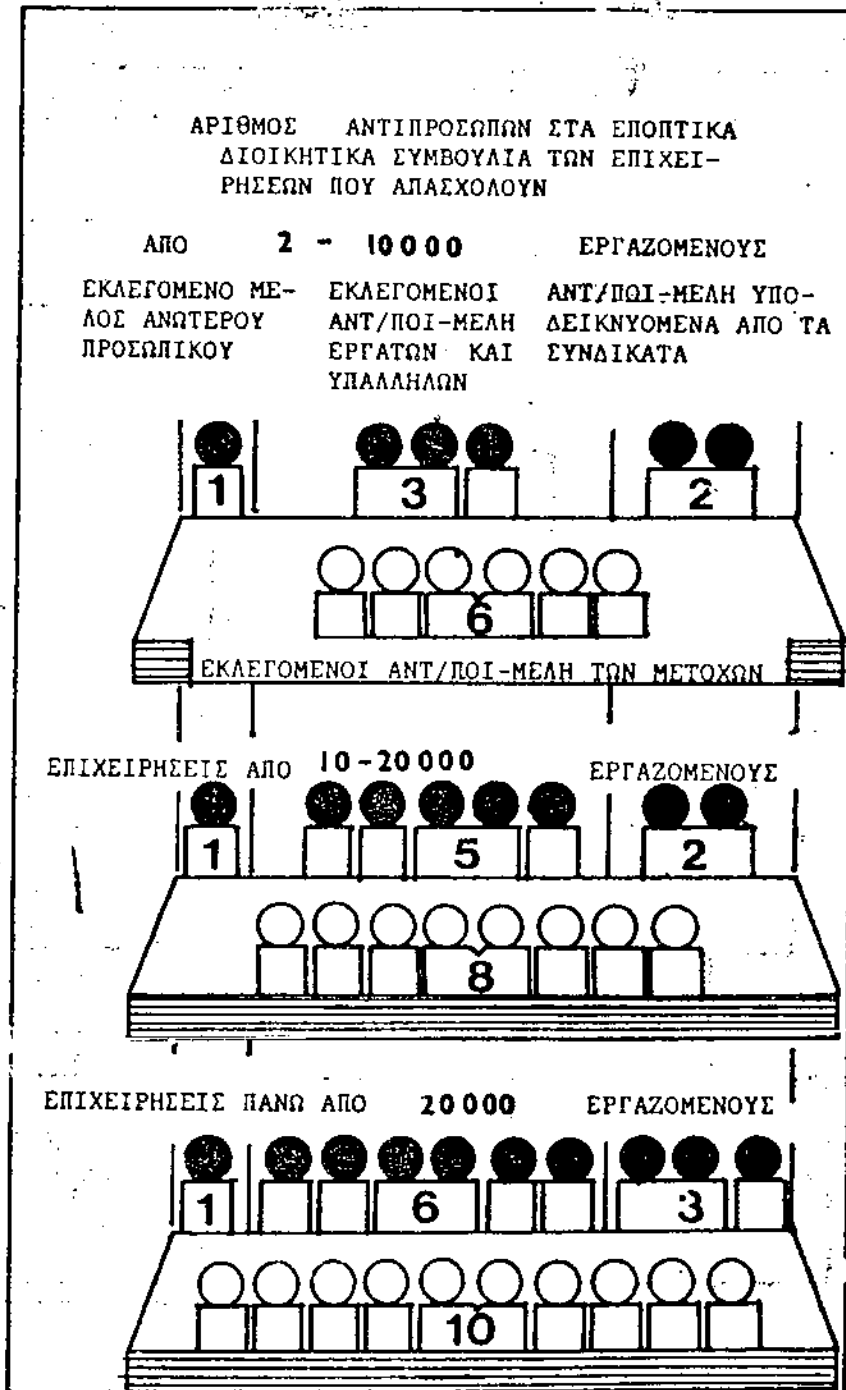 ΑΡΙΘΜΟΣ ΑΝΤΙΠΡΟΣΩΠΩΝ ΣΤΑ ΕΠΟΠΤΙΚΑ
ΔΙΟΙΚΗΤΙΚΑ ΣΥΜΒΟΥΛΙΑ ΤΩΝ ΕΠΙΧΕΙ-
ΡΗΣΕΩΝ ΠΟΥ ΑΠΑΣΧΟΛΟΥΝ
ΑΠΟ 2 - 10000 ΕΡΓΑΖΟΜΕΝΟΥΣ
ΕΚΛΕΓΟΜΕΝΟ ΜΕ-
ΛΟΣ ΑΝΩΤΕΡΟΥ
ΠΡΟΣΩΠΙΚΟΥ
ΕΚΛΕΓΟΜΕΝΟΙ
ΑΝΤ/ΠΟΙ-ΜΕΛΗ
ΕΡΓΑΤΩΝ ΚΑΙ
ΥΠΑΛΛΗΛΩΝ
ΑΝΤ/ΠΟΙ-ΜΕΛΗ ΥΠΟ-
ΔΕΙΚΝΥΟΜΕΝΑ ΑΠΟ ΤΑ
ΣΥΝΔΙΚΑΤΑ
1 3 2
6
ΕΚΛΕΓΟΜΕΝΟΙ ΑΝΤ/ΠΟΙ-ΜΕΛΗ ΤΩΝ ΜΕΤΟΧΩΝ
ΕΠΙΧΕΙΡΗΣΕΙΣ ΑΠΟ 10-20000 ΕΡΓΑΖΟΜΕΝΟΥΣ
1 5 2
8
ΕΠΙΧΕΙΡΗΣΕΙΣ ΠΑΝΩ ΑΠΟ 20000 ΕΡΓΑΖΟΜΕΝΟΥΣ
1 6 3
10